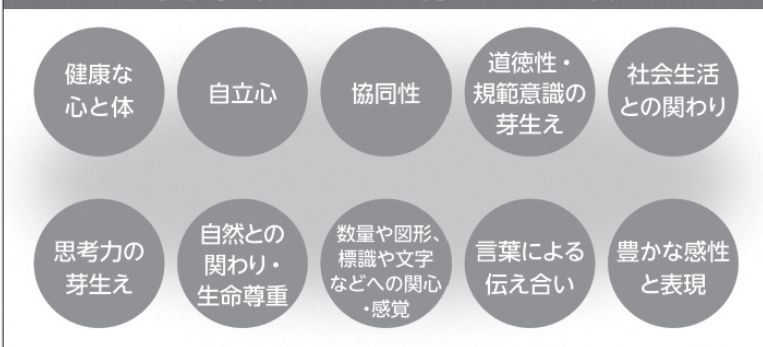 健康な
心と体
自立心
協同性
道徳性・
規範意識の
芽生え
社会生活
との関わり
思考力の
芽生え
自然との
関わり・
生命尊重
数量や図形、
標識や文字
などへの関心
・感覚
言葉による
伝え合い
豊かな感性
と表現